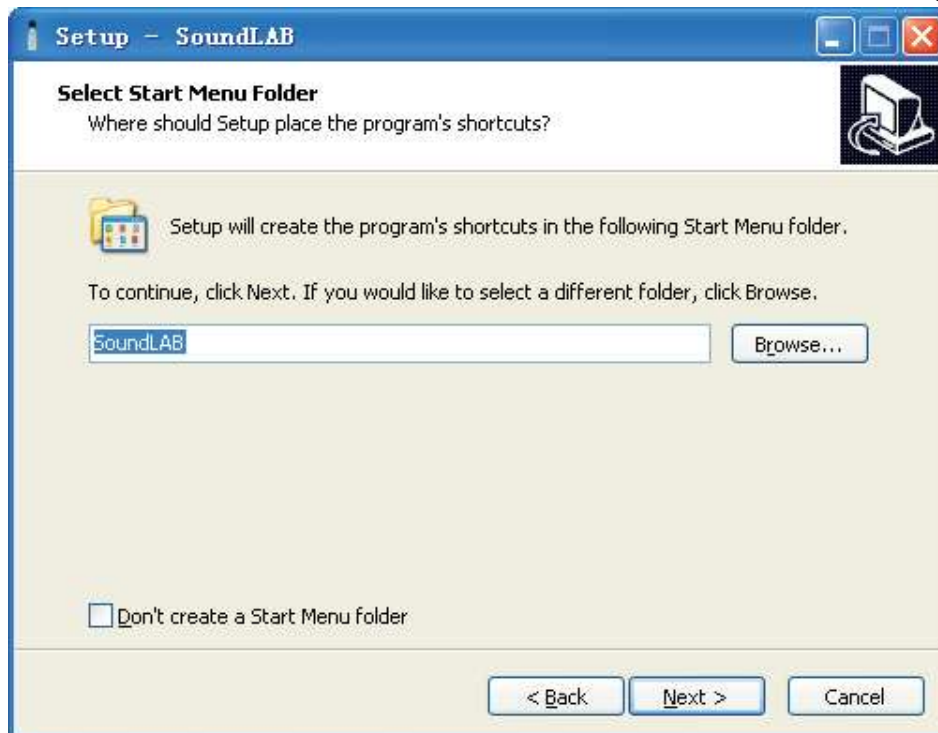 Setup - SoundLAB
Select Start Menu Folder
Where should Setup place the program's shortcuts?
Setup will create the program's shortcuts in the following Start Menu folder.
To continue, click Next. If you would like to select a different folder, click Browse.
SoundLAB
Browse...
Don't create a Start Menu folder
< Back
Next >
Cancel